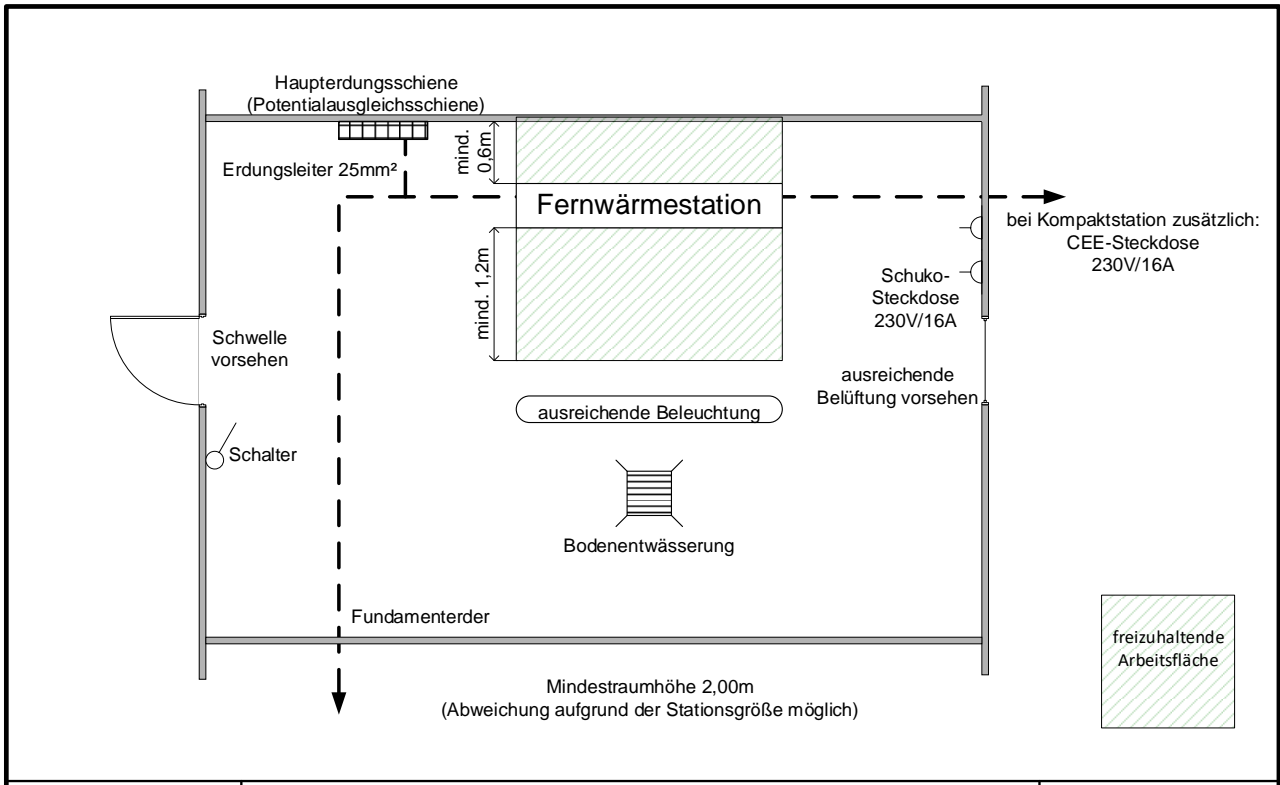 Haupterdungsschiene
(Potentialausgleichsschiene)
Erdungsleiter 25mm²
mind.
0,6m
Fernwärmestation
mind. 1,2m
bei Kompaktstation zusätzlich:
CEE-Steckdose
230V/16A
Schuko-
Steckdose
230V/16A
Schwelle
vorsehen
ausreichende
Belüftung vorsehen
ausreichende Beleuchtung
Schalter
Bodenentwässerung
Fundamenterder
freizuhaltende
Arbeitsfläche
Mindestraumhöhe 2,00m
(Abweichung aufgrund der Stationsgröße möglich)